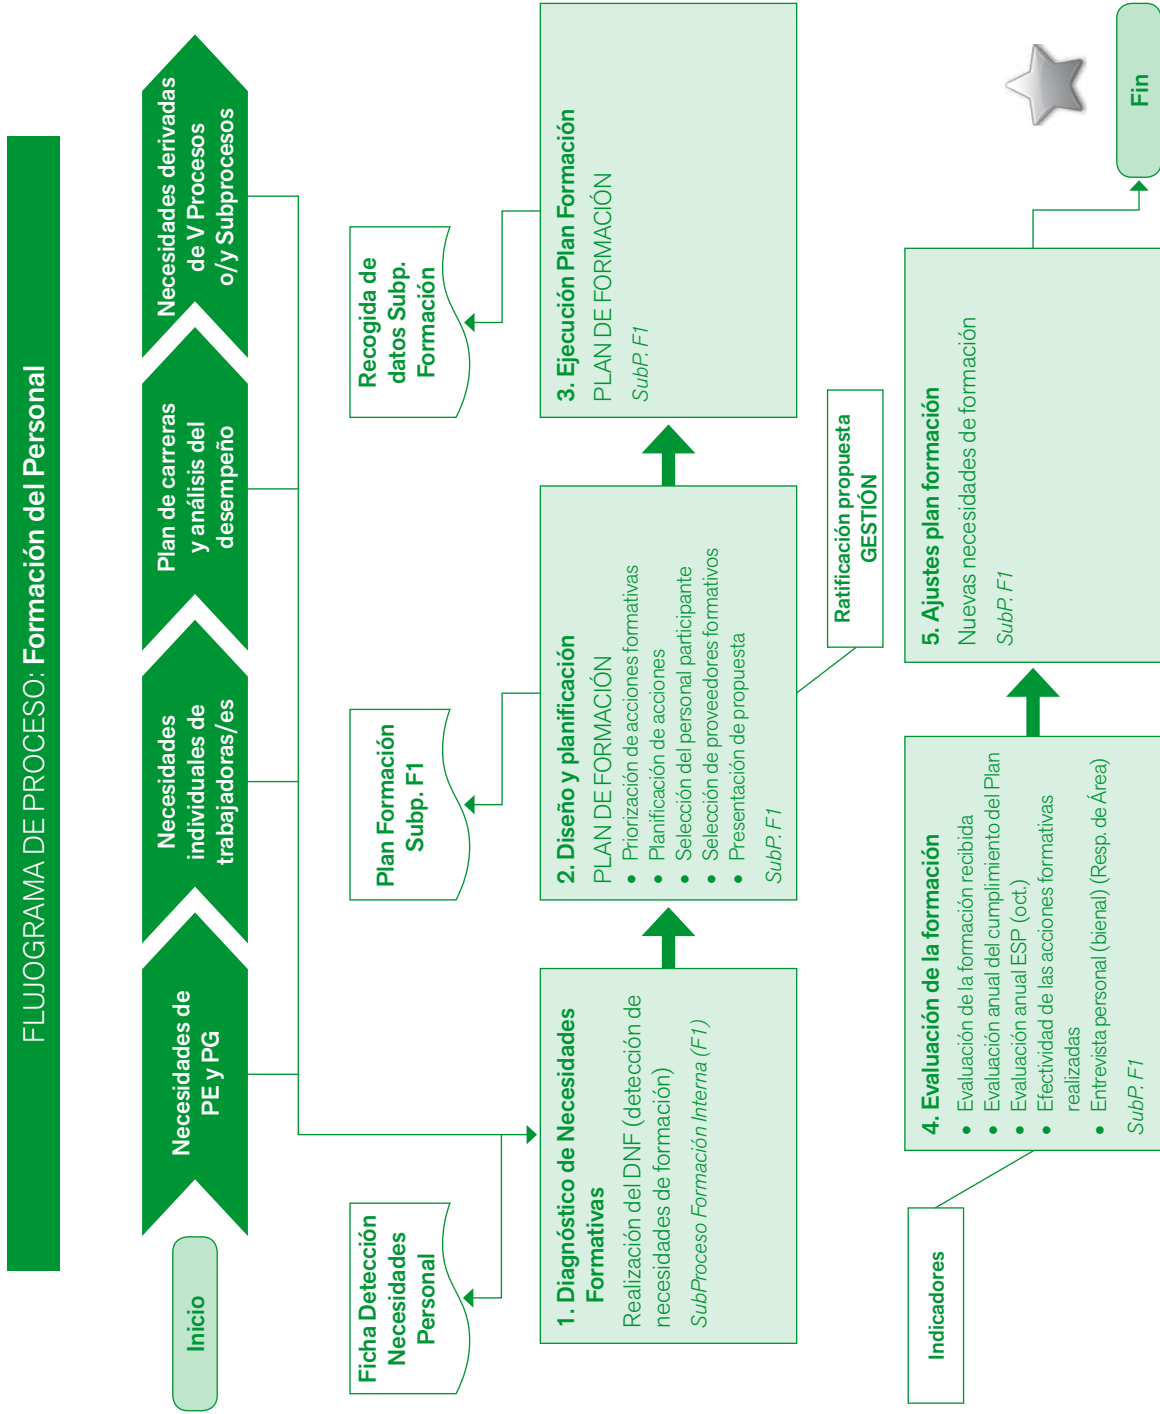 FLUJOGRAMA DE PROCESO: Formación del Personal
Inicio
Necesidades de
PE y PG
Necesidades
individuales de
trabajadoras/es
Plan de carreras
y análisis del
desempeño
Necesidades derivadas
de V Procesos
o/y Subprocesos
Ficha Detección
Necesidades
Personal
Plan Formación
Subp. F1
Recogida de
datos Subp.
Formación
1. Diagnóstico de Necesidades
Formativas
Realización del DNF (detección de
necesidades de formación)
SubProceso Formación Interna (F1)
2. Diseño y planificación
PLAN DE FORMACIÓN
• Priorización de acciones formativas
• Planificación de acciones
• Selección del personal participante
• Selección de proveedores formativos
• Presentación de propuesta
SubP. F1
3. Ejecución Plan Formación
PLAN DE FORMACIÓN
SubP. F1
Ratificación propuesta
GESTIÓN
Indicadores
4. Evaluación de la formación
• Evaluación de la formación recibida
• Evaluación anual del cumplimiento del Plan
• Evaluación anual ESP (oct.)
• Efectividad de las acciones formativas
realizadas
• Entrevista personal (bienal) (Resp. de Área)
SubP. F1
5. Ajustes plan formación
Nuevas necesidades de formación
SubP. F1
Fin